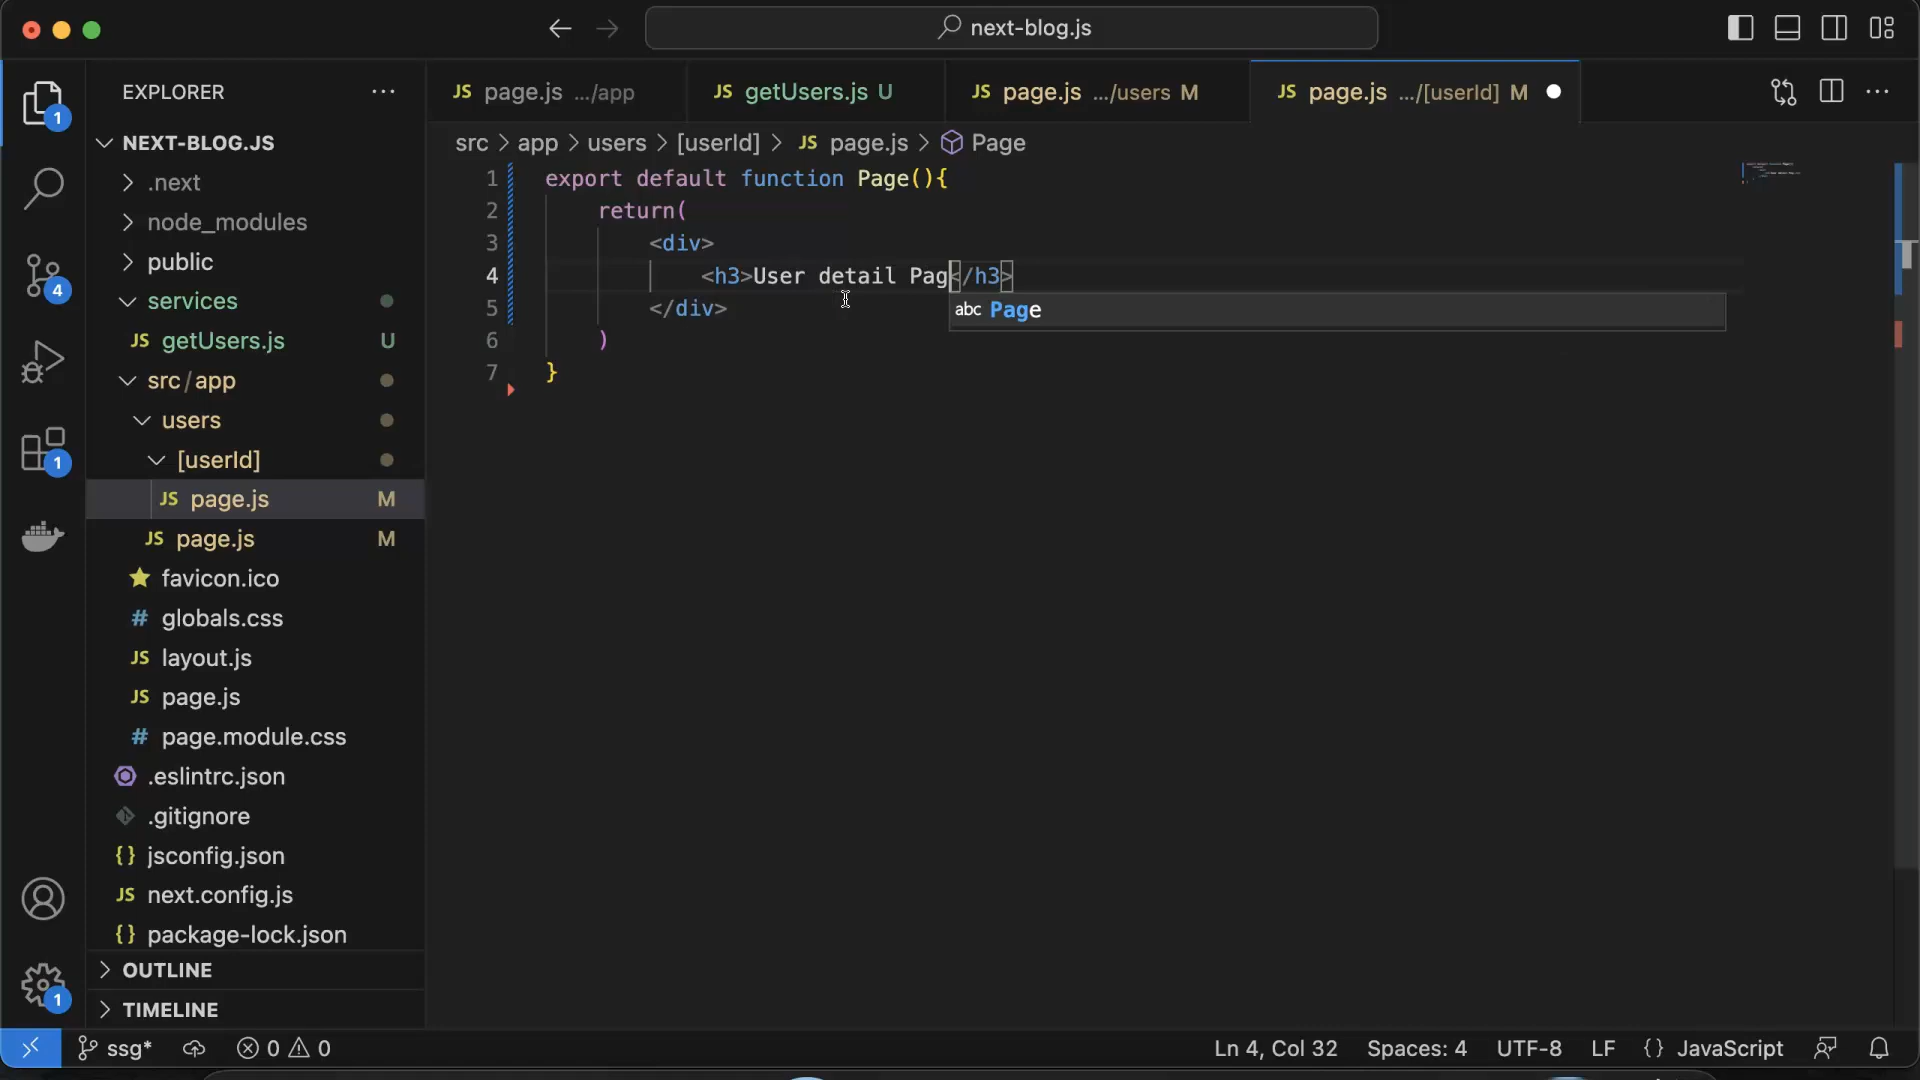 next-blog.js
EXPLORER
JS page.js .../app
JS getUsers.js U
JS page.js .../users M
JS page.js .../[userId] M
NEXT-BLOG.JS
src > app > users > [userId] > JS page.js > Page
.next
node_modules
public
services
JS getUsers.js U
src / app
users
[userId]
JS page.js M
JS page.js M
favicon.ico
# globals.css
JS layout.js
JS page.js
# page.module.css
.eslintrc.json
.gitignore
{} jsconfig.json
JS next.config.js
{} package-lock.json
OUTLINE
TIMELINE
1 export default function Page(){
2 return(
3 <div>
4 <h3>User detail Pag</h3>
5 </div>
6 )
7 }
abc Page
1
4
1
1
ssg* 0 0
Ln 4, Col 32 Spaces: 4 UTF-8 LF {} JavaScript